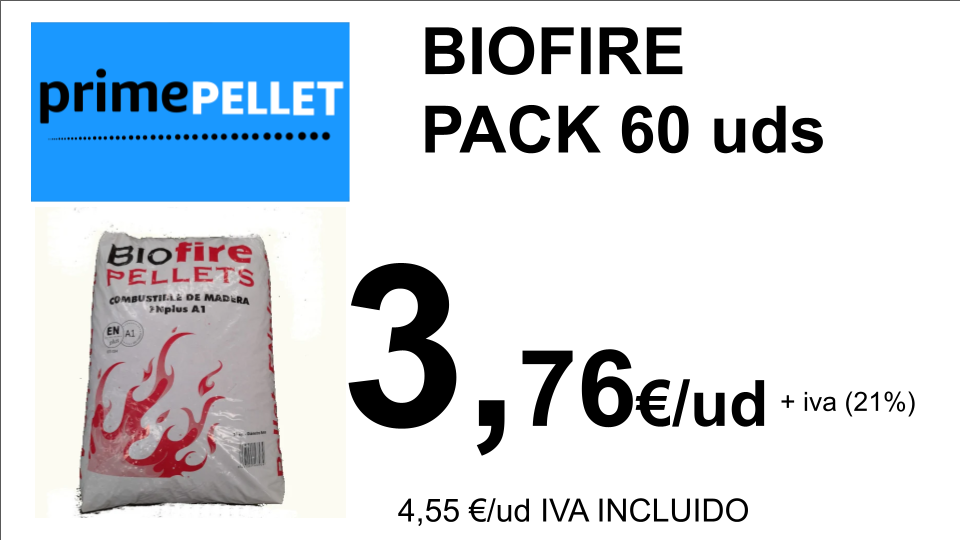 primePELLET
BIOFIRE
PACK 60 uds
BIOfire
PELLETS
COMBUSTIBLE DE MADERA
ENplus A1
EN
A1
3,76€/ud + iva (21%)
4,55 €/ud IVA INCLUIDO